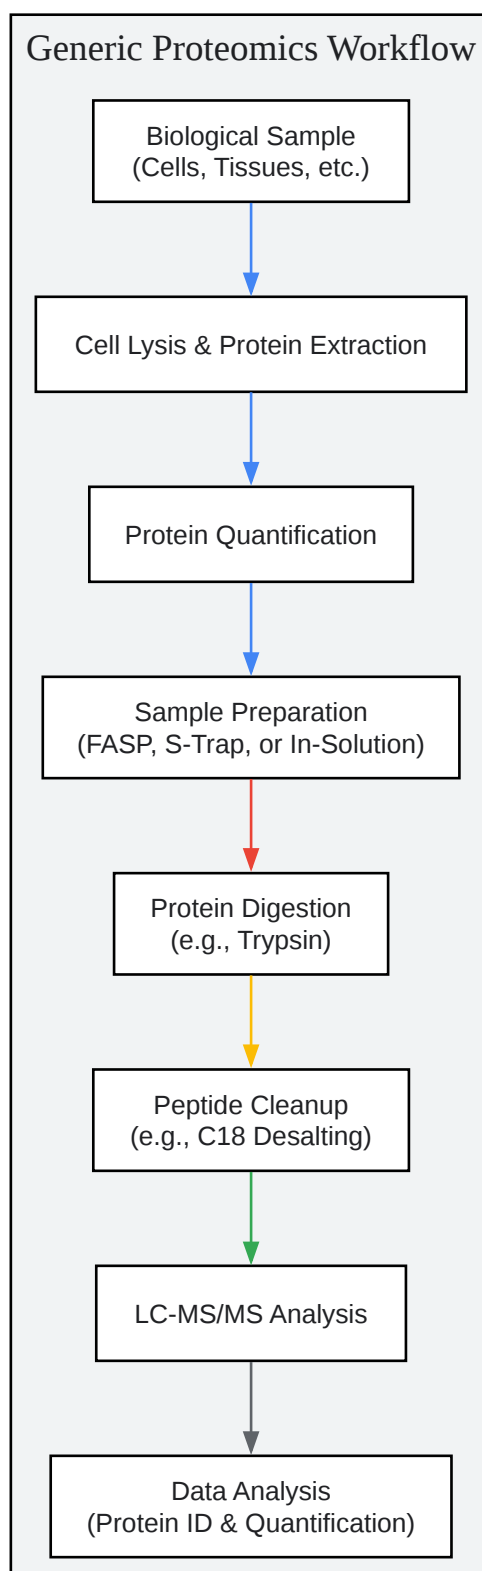 Generic Proteomics Workflow
Biological Sample
(Cells, Tissues, etc.)
Cell Lysis & Protein Extraction
Protein Quantification
Sample Preparation
(FASP, S-Trap, or In-Solution)
Protein Digestion
(e.g., Trypsin)
Peptide Cleanup
(e.g., C18 Desalting)
LC-MS/MS Analysis
Data Analysis
(Protein ID & Quantification)